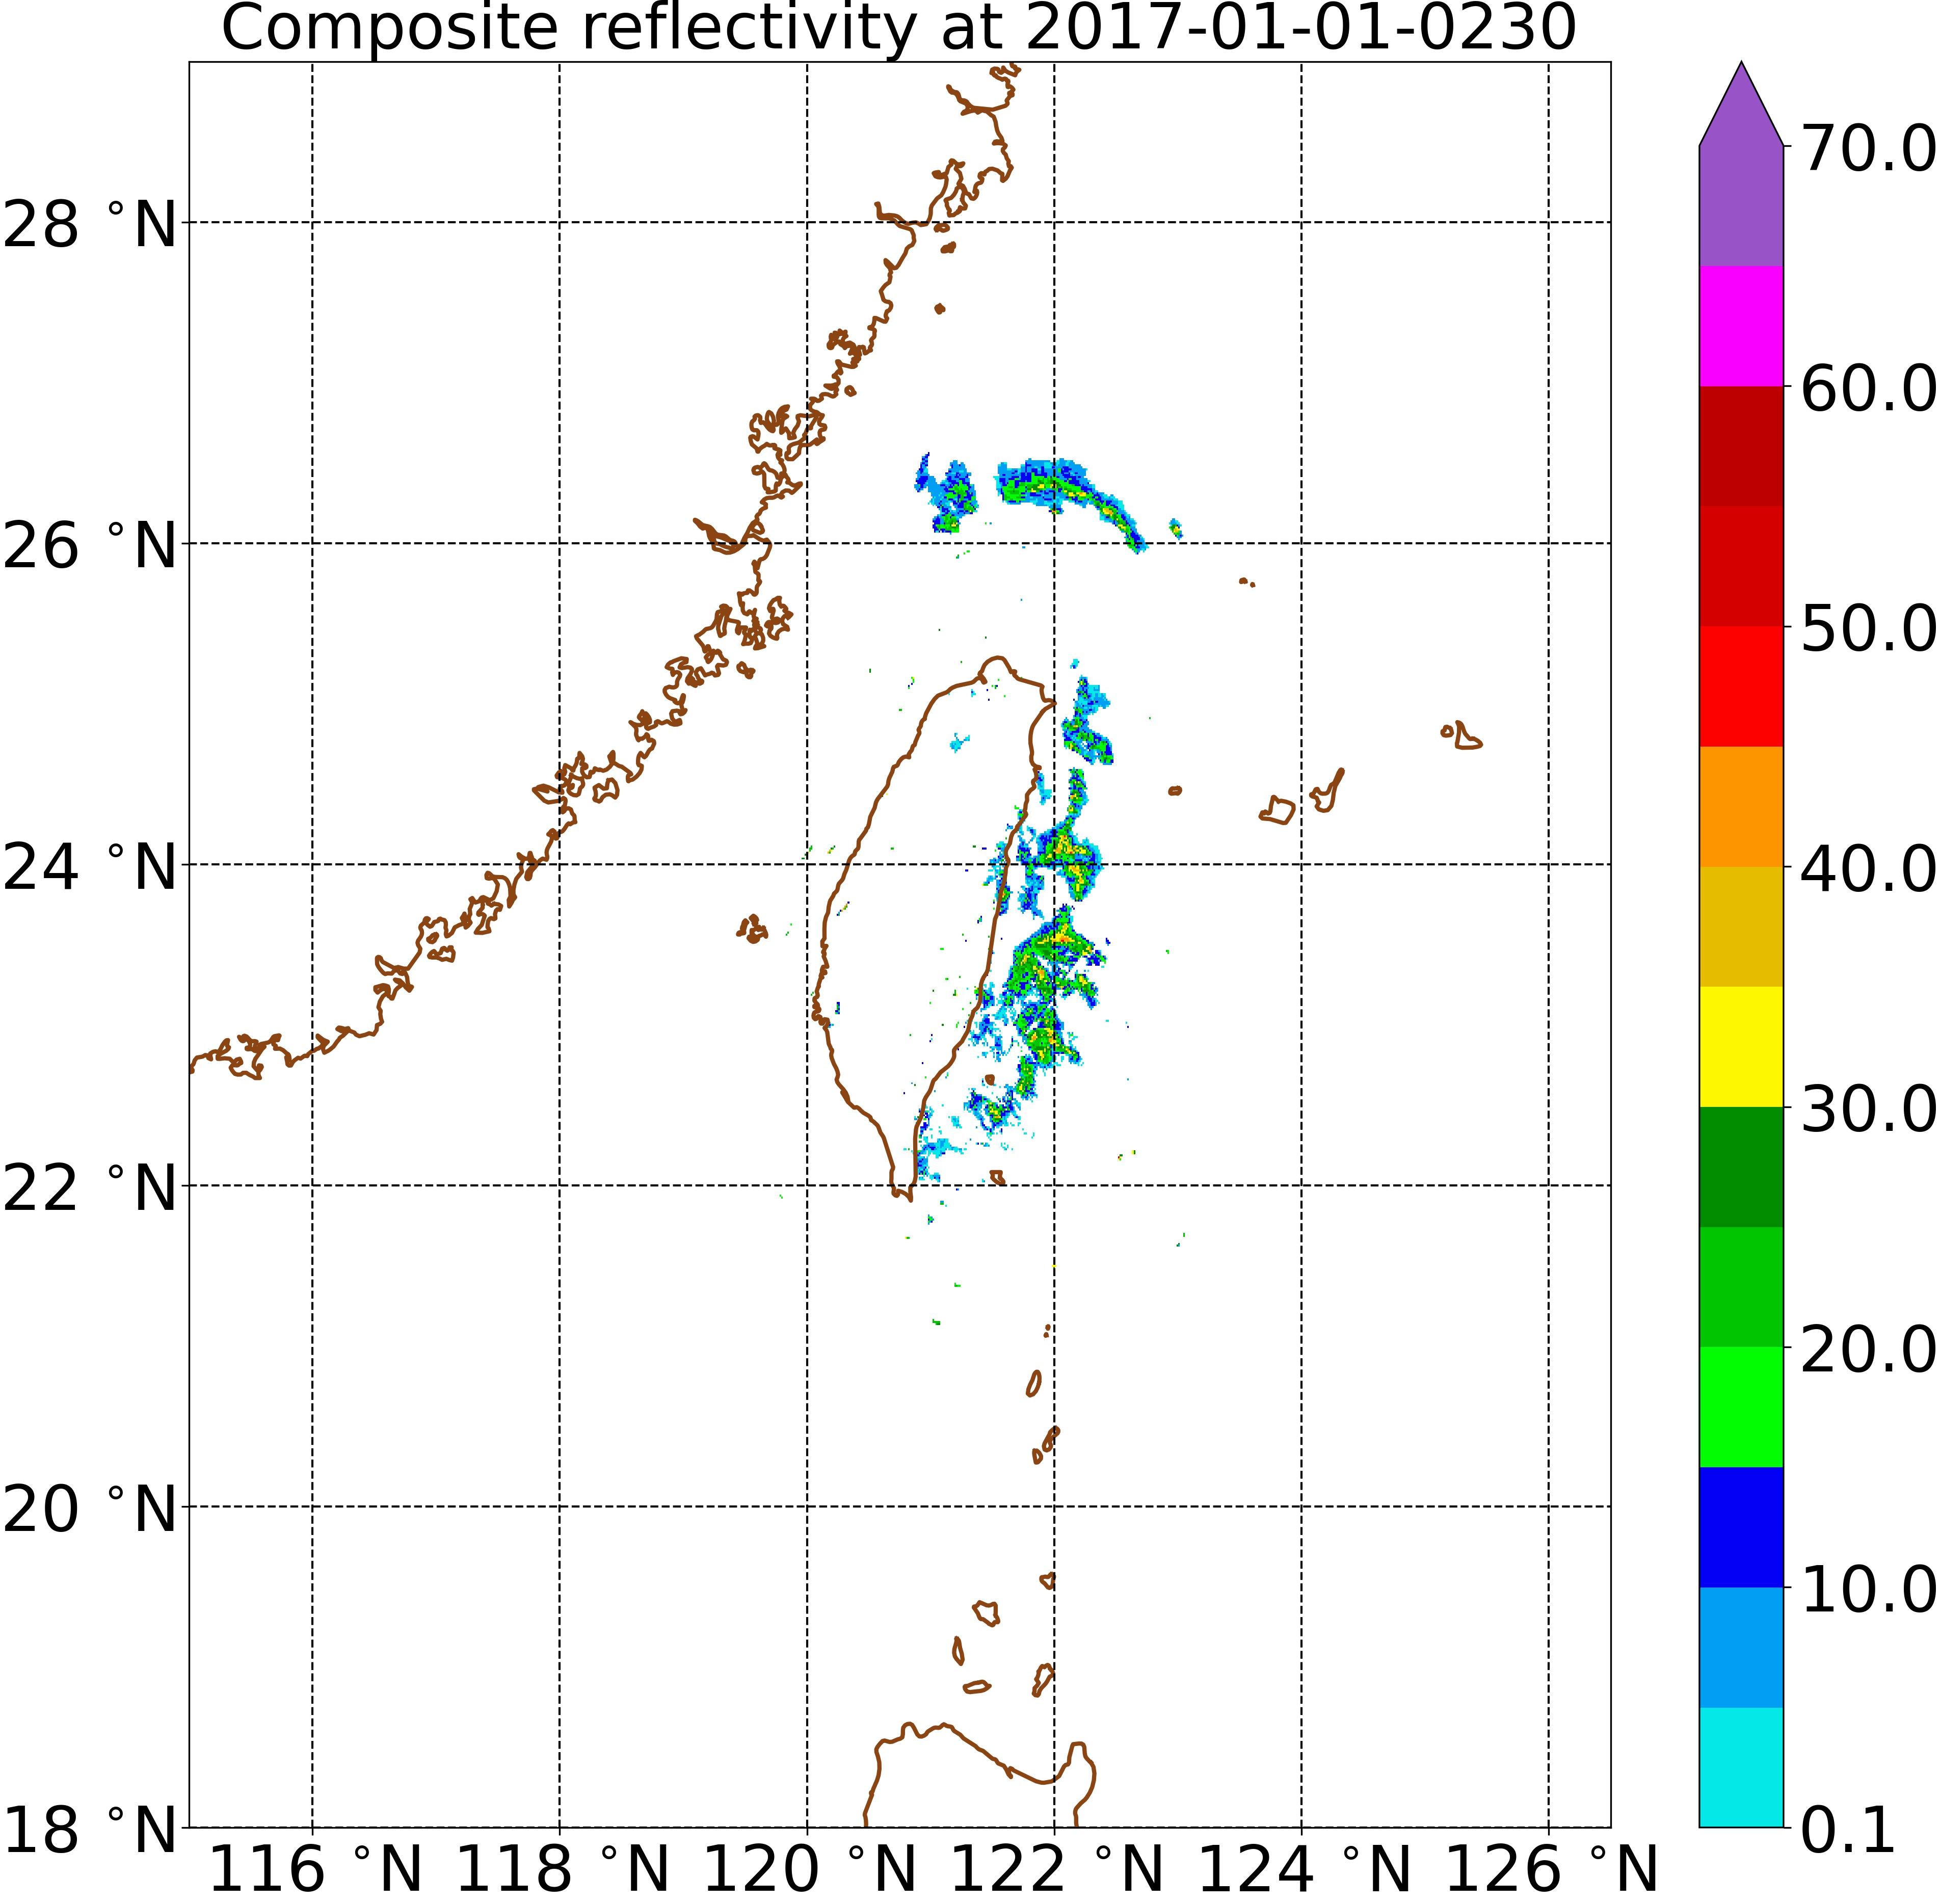 Composite reflectivity at 2017-01-01-0230
28 °N
26 °N
24 °N
22 °N
20 °N
18 °N
116 °N 118 °N 120 °N 122 °N 124 °N 126 °N
70.0
60.0
50.0
40.0
30.0
20.0
10.0
0.1